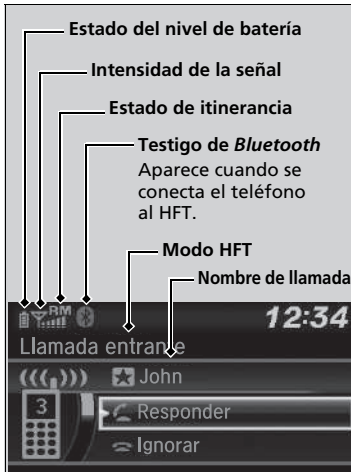 Estado del nivel de batería
Intensidad de la señal
Estado de itinerancia
Testigo de Bluetooth
Aparece cuando se
conecta el teléfono
al HFT.
Modo HFT
Nombre de llamada
RM
12:34
Llamada entrante
John
3
Responder
Ignorar